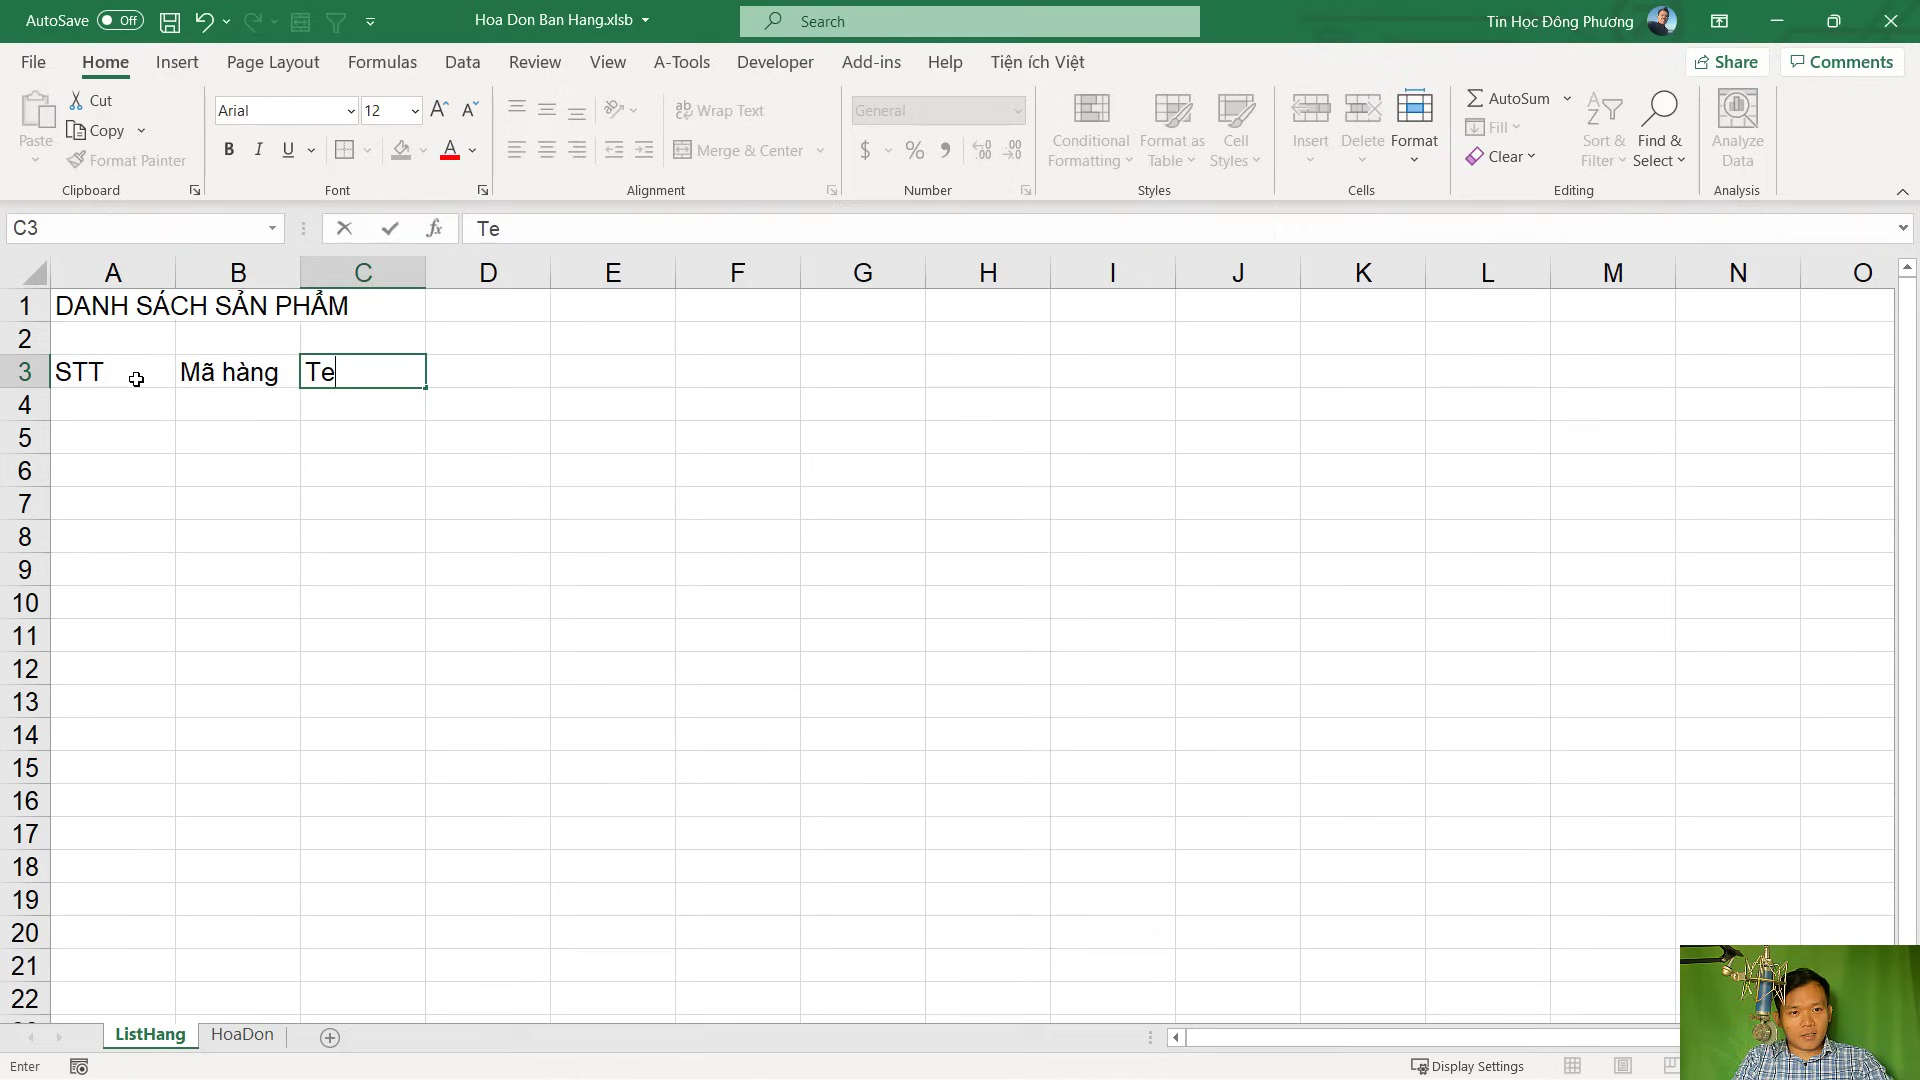 AutoSave Off Hoa Don Ban Hang.xlsb Search Tin Học Đông Phương
File Home Insert Page Layout Formulas Data Review View A-Tools Developer Add-ins Help Tiện ích Việt Share Comments
Paste Cut Copy Format Painter Clipboard
Arial 12 B I U A Font
Wrap Text Merge & Center Alignment
General $ % Number
Conditional Formatting Format as Table Cell Styles Styles
Insert Delete Format Cells
AutoSum Fill Clear Sort & Filter Find & Select Editing
Analyze Data Analysis
C3 fx Te
A B C D E F G H I J K L M N O
1 DANH SÁCH SẢN PHẨM
2
3 STT Mã hàng Te
4
5
6
7
8
9
10
11
12
13
14
15
16
17
18
19
20
21
22
ListHang HoaDon
Enter Display Settings